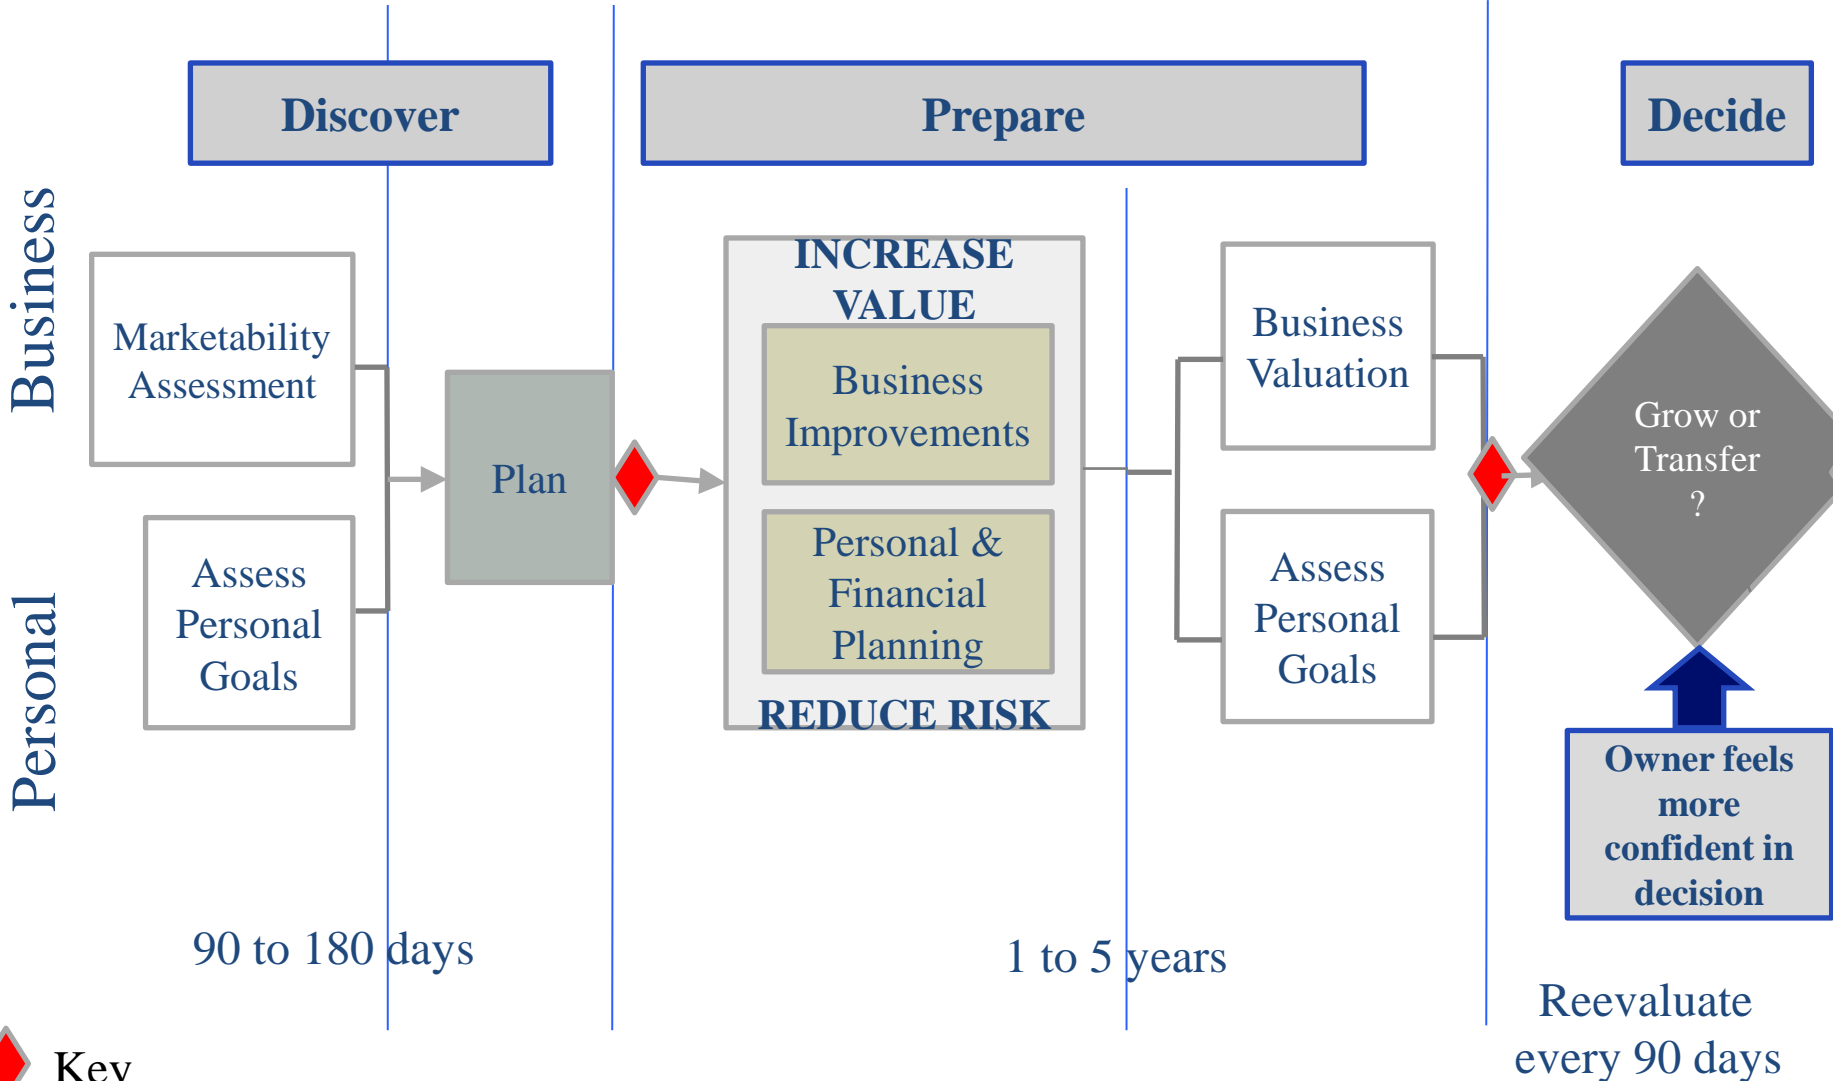 Discover
Prepare
Decide
Business
Personal
Marketability
Assessment
Assess
Personal
Goals
Plan
INCREASE
VALUE
Business
Improvements
Personal &
Financial
Planning
REDUCE RISK
Business
Valuation
Assess
Personal
Goals
Grow or
Transfer
?
Owner feels
more
confident in
decision
90 to 180 days
1 to 5 years
Reevaluate
every 90 days
Key